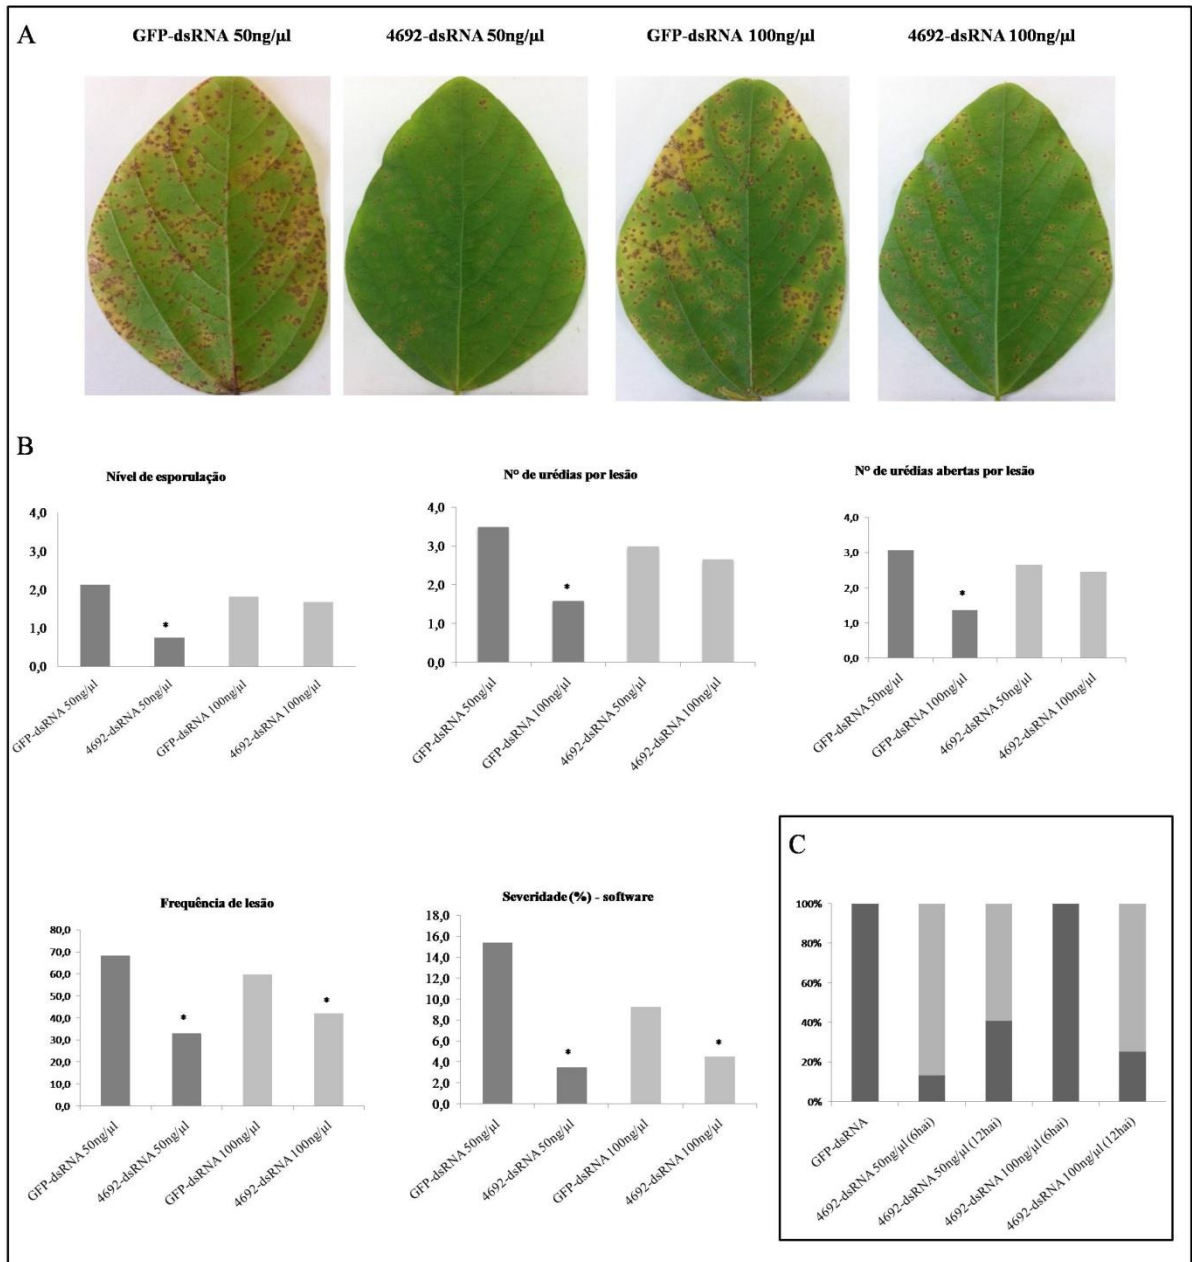 A
GFP-dsRNA 50ng/µl
4692-dsRNA 50ng/µl
GFP-dsRNA 100ng/µl
4692-dsRNA 100ng/µl
B
Nível de esporulação
4,0
3,0
2,0
1,0
0,0
*
GFP-dsRNA 50ng/µl
4692-dsRNA 50ng/µl
GFP-dsRNA 100ng/µl
4692-dsRNA 100ng/µl
Nº de urédias por lesão
4,0
3,0
2,0
1,0
0,0
*
GFP-dsRNA 50ng/µl
GFP-dsRNA 100ng/µl
4692-dsRNA 50ng/µl
4692-dsRNA 100ng/µl
Nº de urédias abertas por lesão
4,0
3,0
2,0
1,0
0,0
*
GFP-dsRNA 50ng/µl
GFP-dsRNA 100ng/µl
4692-dsRNA 50ng/µl
4692-dsRNA 100ng/µl
Frequência de lesão
80,0
70,0
60,0
50,0
40,0
30,0
20,0
10,0
0,0
*
*
GFP-dsRNA 50ng/µl
4692-dsRNA 50ng/µl
GFP-dsRNA 100ng/µl
4692-dsRNA 100ng/µl
Severidade (%) - software
18,0
16,0
14,0
12,0
10,0
8,0
6,0
4,0
2,0
0,0
*
*
GFP-dsRNA 50ng/µl
4692-dsRNA 50ng/µl
GFP-dsRNA 100ng/µl
4692-dsRNA 100ng/µl
C
100%
80%
60%
40%
20%
0%
GFP-dsRNA
4692-dsRNA 50ng/µl (6hai)
4692-dsRNA 50ng/µl (12hai)
4692-dsRNA 100ng/µl (6hai)
4692-dsRNA 100ng/µl (12hai)